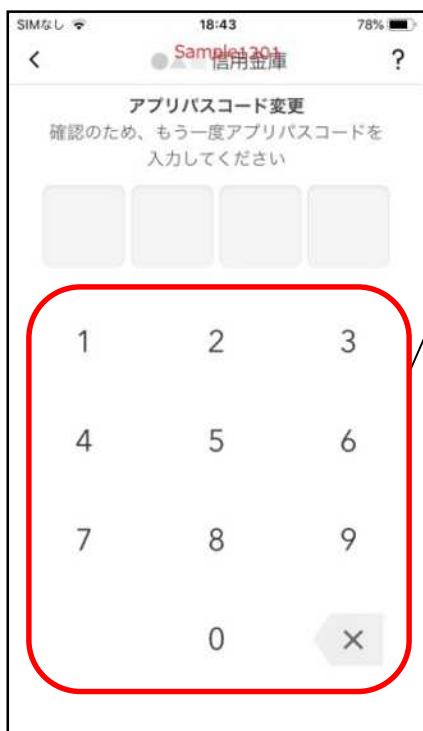 SIMなし 18:43 78%
Sample1201
信用金庫 ?
アプリパスコード変更
確認のため、もう一度アプリパスコードを
入力してください
1 2 3
4 5 6
7 8 9
0